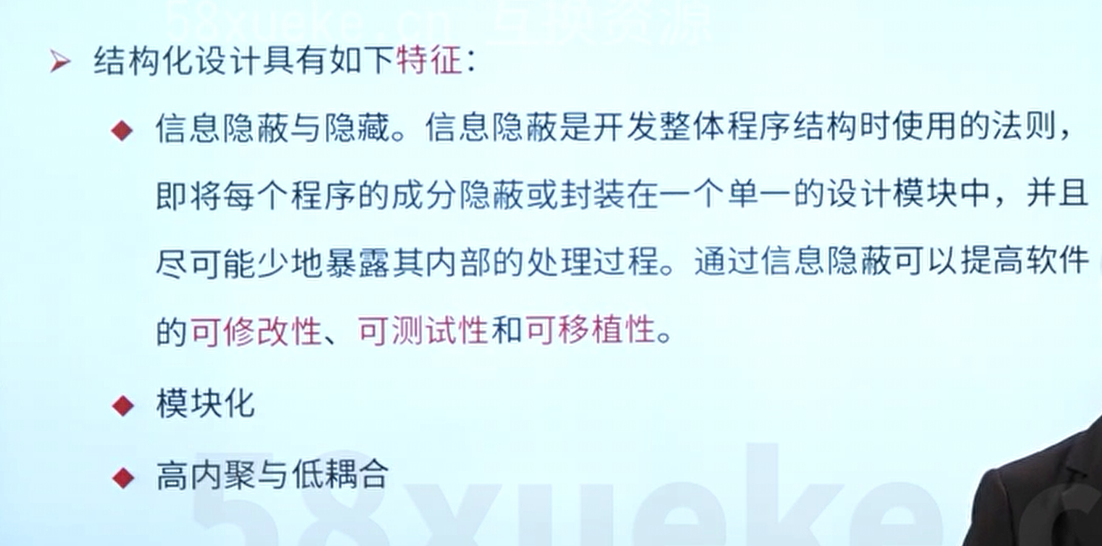 58xueke.cn 互换资源
➢ 结构化设计具有如下特征：
◆ 信息隐蔽与隐藏。信息隐蔽是开发整体程序结构时使用的法则，
即将每个程序的成分隐蔽或封装在一个单一的设计模块中，并且
尽可能少地暴露其内部的处理过程。通过信息隐蔽可以提高软件
的可修改性、可测试性和可移植性。
◆ 模块化
◆ 高内聚与低耦合
58xueke.c